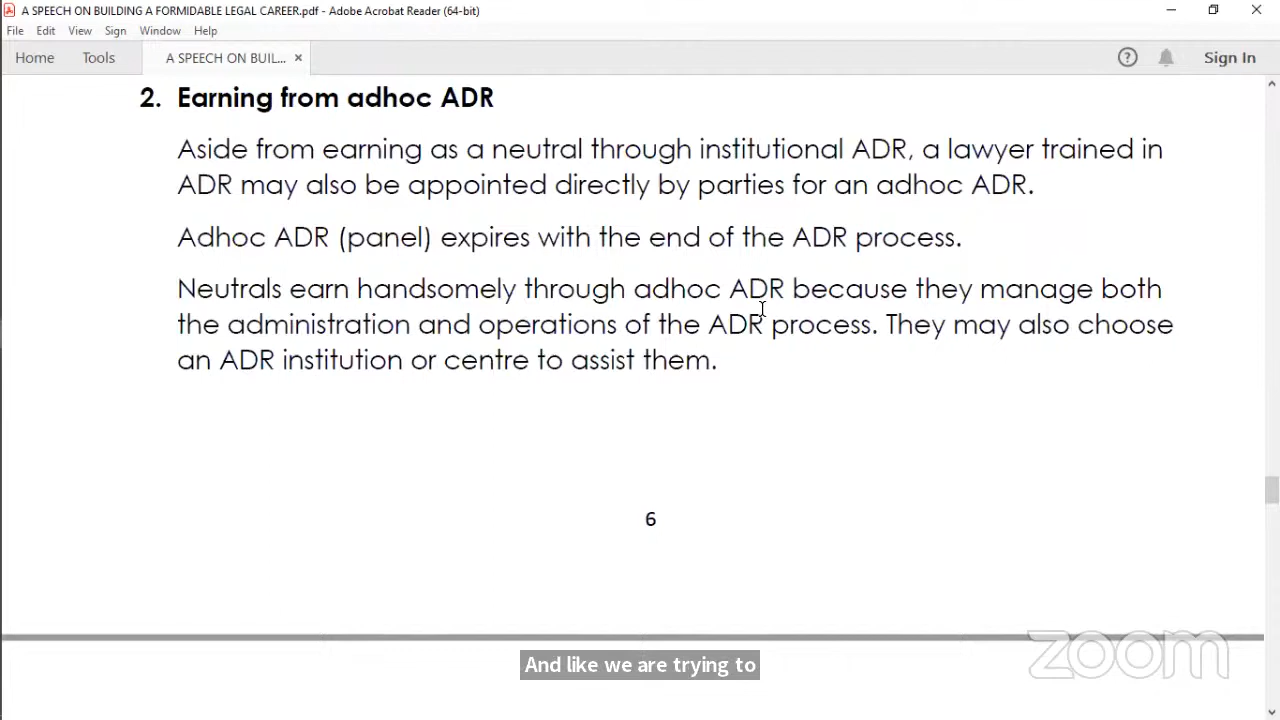 A SPEECH ON BUILDING A FORMIDABLE LEGAL CAREER.pdf - Adobe Acrobat Reader (64-bit)
File Edit View Sign Window Help
Home Tools A SPEECH ON BUIL... × ? Sign In
2. Earning from adhoc ADR
Aside from earning as a neutral through institutional ADR, a lawyer trained in
ADR may also be appointed directly by parties for an adhoc ADR.
Adhoc ADR (panel) expires with the end of the ADR process.
Neutrals earn handsomely through adhoc ADR because they manage both
the administration and operations of the ADR process. They may also choose
an ADR institution or centre to assist them.
6
zoom
And like we are trying to